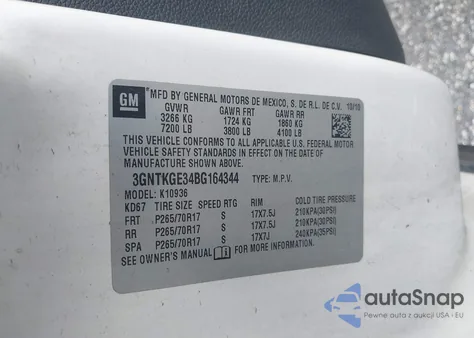 GM
MFD BY GENERAL MOTORS DE MEXICO, S. DE R.L. DE C.V. 10/10
GVWR GAWR FRT GAWR RR
3266 KG 1724 KG 1860 KG
7200 LB 3800 LB 4100 LB
THIS VEHICLE CONFORMS TO ALL APPLICABLE U.S. FEDERAL MOTOR
VEHICLE SAFETY AND THEFT PREVENTION STANDARDS IN EFFECT ON
THE DATE OF MANUFACTURE SHOWN ABOVE.
3GNTKGE34BG164344 TYPE: M.P.V.
MODEL: K10936
KD67 TIRE SIZE SPEED RTG RIM COLD TIRE PRESSURE
FRT P265/70R17 S 17X7.5J 210KPA(30PSI)
RR P265/70R17 S 17X7.5J 210KPA(30PSI)
SPA P265/70R17 S 17X7J 240KPA(35PSI)
SEE OWNER'S MANUAL FOR MORE INFORMATION.
autoSnap
Pewne auta z aukcji USA - EU